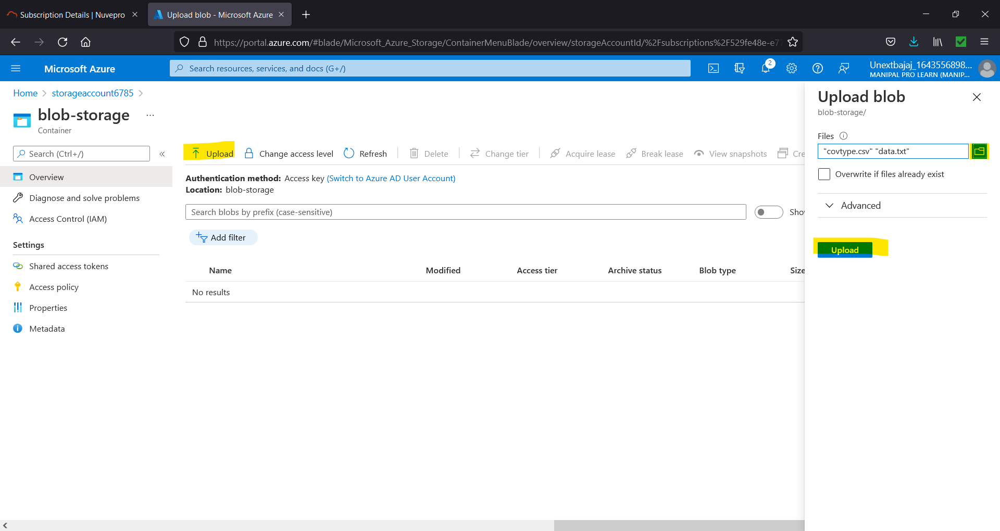 Subscription Details | Nuvepro
Upload blob - Microsoft Azure
https://portal.azure.com/#blade/Microsoft_Azure_Storage/ContainerMenuBlade/overview/storageAccountId/%2Fsubscriptions%2F529fe48e-e77
Microsoft Azure
Search resources, services, and docs (G+/)
2
Unextbajaj_1643556898...
MANIPAL PRO LEARN (MANIP...
Home
storageaccount6785
blob-storage
...
Container
Search (Ctrl+/)
«
Overview
Diagnose and solve problems
Access Control (IAM)
Settings
Shared access tokens
Access policy
Properties
Metadata
Upload
Change access level
Refresh
Delete
Change tier
Acquire lease
Break lease
View snapshots
Cre
Authentication method: Access key (Switch to Azure AD User Account)
Location: blob-storage
Search blobs by prefix (case-sensitive)
Sho
Add filter
Name Modified Access tier Archive status Blob type Size
No results
Upload blob
blob-storage/
Files
"covtype.csv" "data.txt"
Overwrite if files already exist
Advanced
Upload